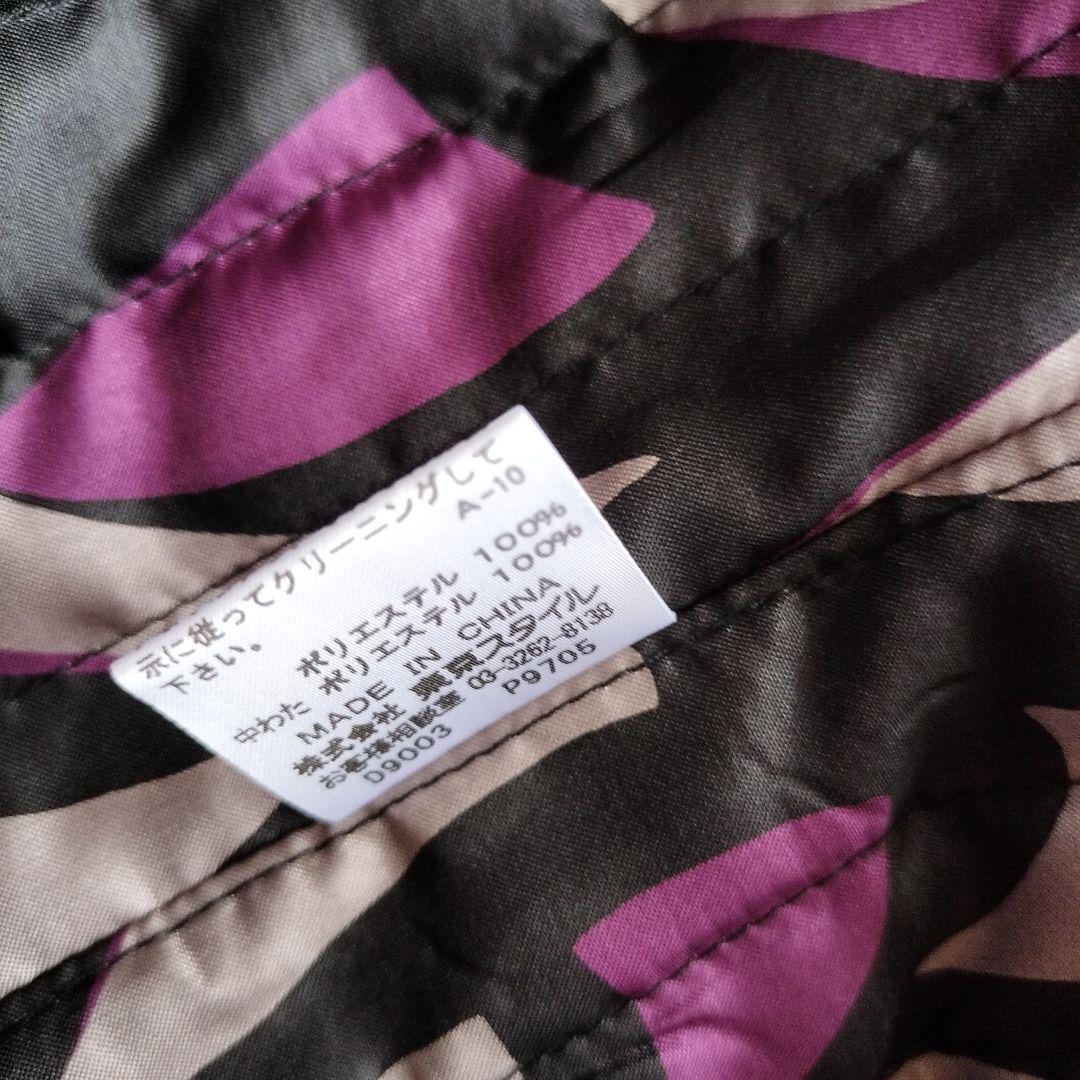 示に従ってクリーニングして
下さい。
A-10
ポリエステル 100%
中わた ポリエステル 100%
MADE IN CHINA
株式会社 東京スタイル
お客様相談室 03-3262-8138
D9003 P9705